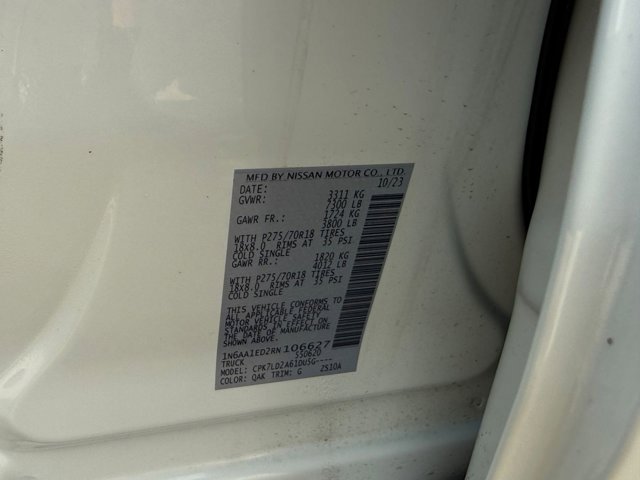 MFD BY NISSAN MOTOR CO., LTD.
DATE: 10/23
GVWR: 3311 KG
7300 LB
GAWR FR.: 1724 KG
3800 LB
WITH P275/70R18 TIRES
18X8.0 RIMS AT 35 PSI
COLD SINGLE
GAWR RR.: 1820 KG
4012 LB
WITH P275/70R18 TIRES
18X8.0 RIMS AT 35 PSI
COLD SINGLE
THIS VEHICLE CONFORMS TO
ALL APPLICABLE FEDERAL
MOTOR VEHICLE SAFETY
STANDARDS IN EFFECT ON
THE DATE OF MANUFACTURE
SHOWN ABOVE.
1N6AA1ED2RN106627
TRUCK 550620
MODEL: CPK7LD2A61DUSG----
COLOR: QAK TRIM: G 2S10A